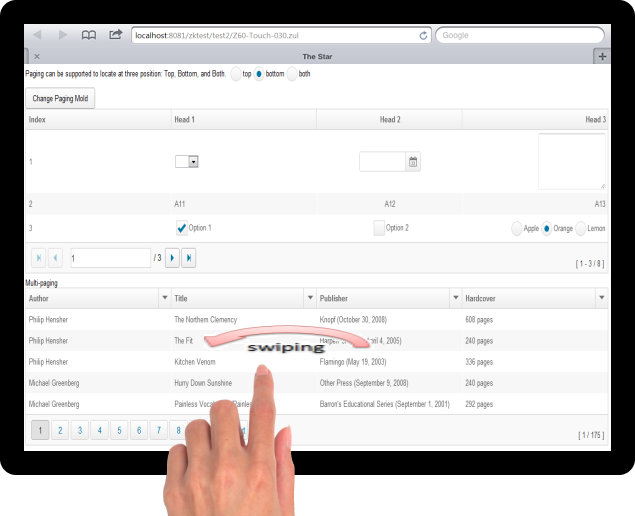 localhost:8081/zktest/test2/Z60-Touch-030.zul
Google
The Star
Paging can be supported to locate at three position: Top, Bottom, and Both. top bottom both
Change Paging Mold
Index Head 1 Head 2 Head 3
1
2 A11 A12 A13
3 Option 1 Option 2 Apple Orange Lemon
1 / 3 [ 1 - 3 / 8 ]
Multi-paging
Author Title Publisher Hardcover
Philip Hensher The Northern Clemency Knopf (October 30, 2008) 608 pages
Philip Hensher The Fit 4, 2005) 240 pages
swiping
Philip Hensher Kitchen Venom Flamingo (May 19, 2003) 336 pages
Michael Greenberg Hurry Down Sunshine Other Press (September 9, 2008) 240 pages
Michael Greenberg Painless Barron's Educational Series (September 1, 2001) 292 pages
1 2 3 4 5 6 7 8 [ 1 / 175 ]